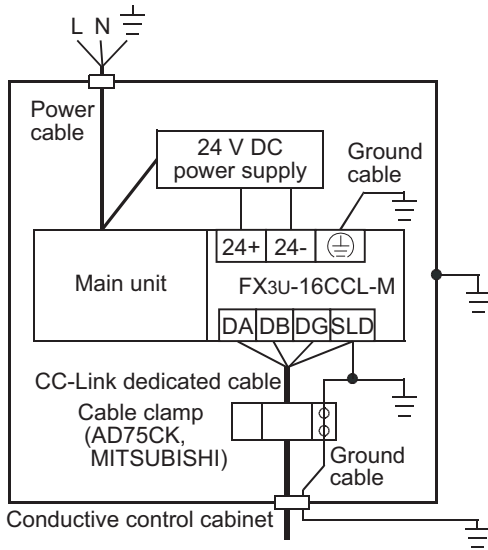 L N
Power
cable
24 V DC
power supply
Ground
cable
24+ 24-
Main unit
FX3U-16CCL-M
DA DB DG SLD
CC-Link dedicated cable
Cable clamp
(AD75CK,
MITSUBISHI)
Ground
cable
Conductive control cabinet